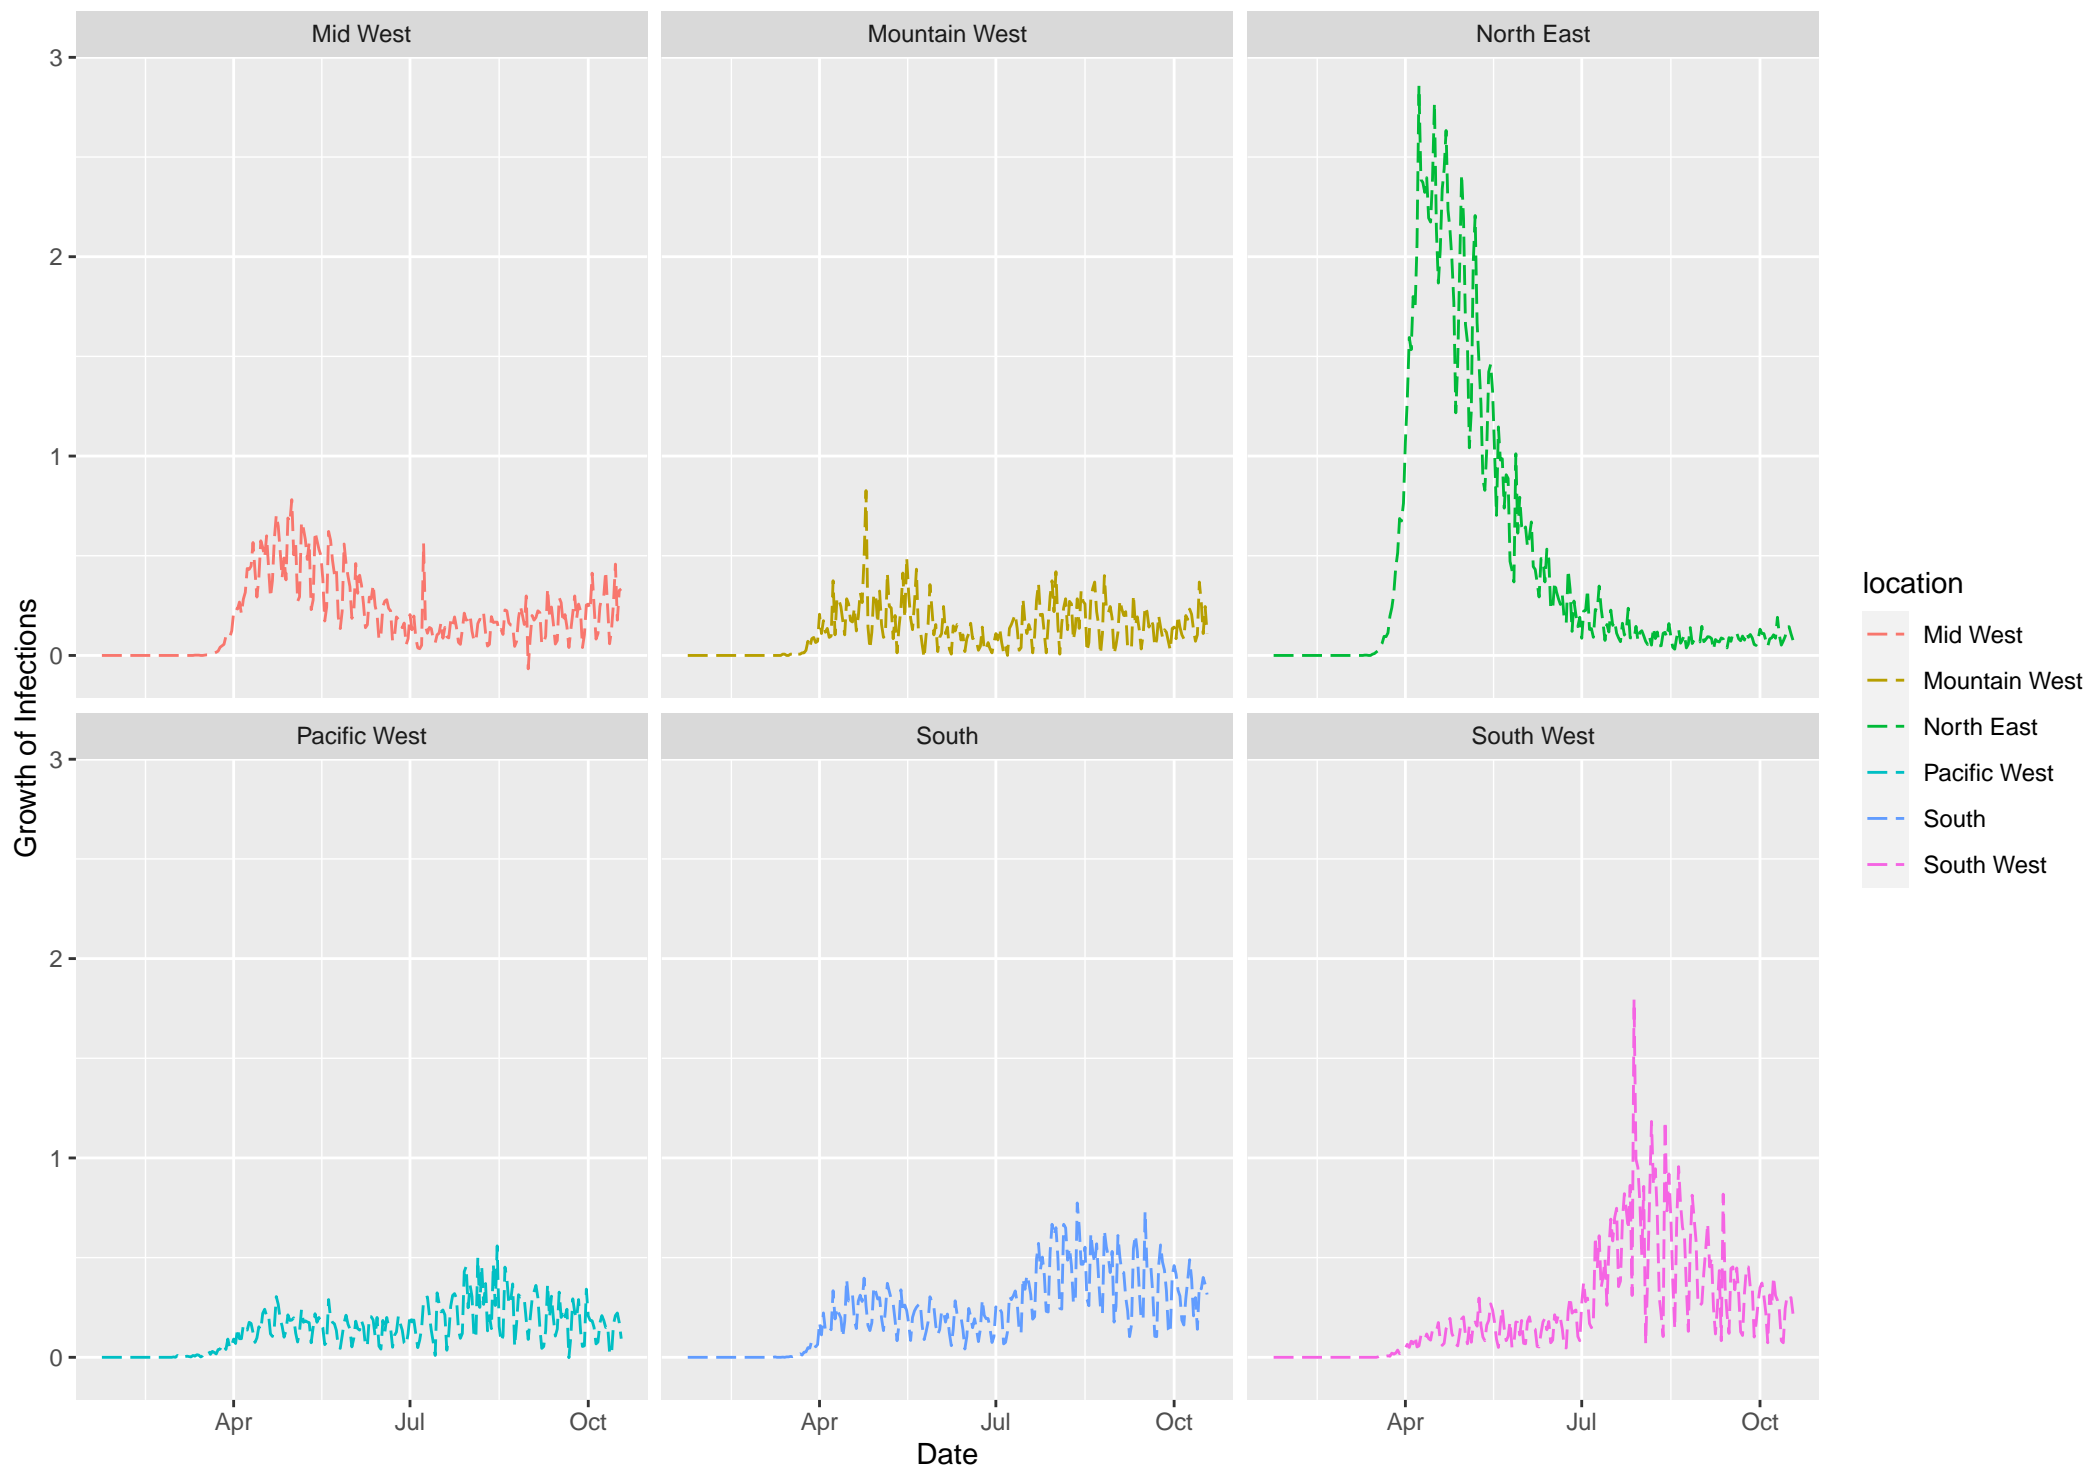 Mid West
Mountain West
North East
3
2
1
0
Pacific West
South
South West
3
2
1
0
Apr
Jul
Oct
Apr
Jul
Oct
Apr
Jul
Oct
Date
Growth of Infections
location
Mid West
Mountain West
North East
Pacific West
South
South West